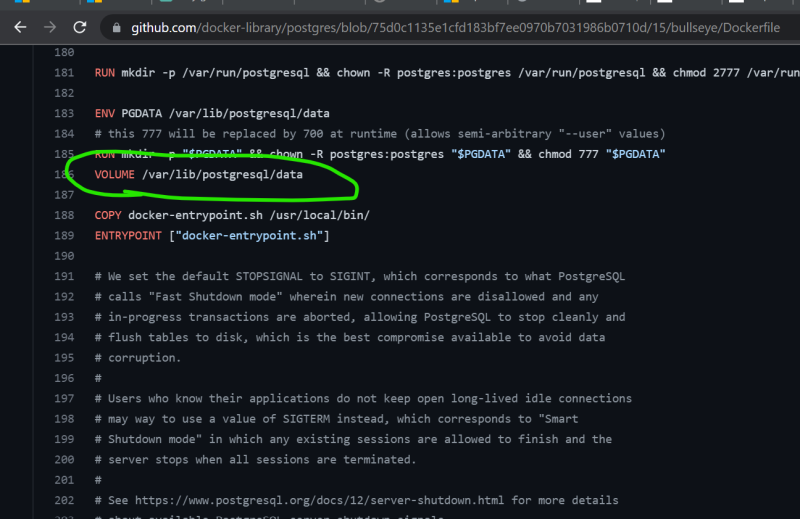 github.com/docker-library/postgres/blob/75d0c1135e1cfd183bf7ee0970b7031986b0710d/15/bullseye/Dockerfile
180
181 RUN mkdir -p /var/run/postgresql && chown -R postgres:postgres /var/run/postgresql && chmod 2777 /var/run
182
183 ENV PGDATA /var/lib/postgresql/data
184 # this 777 will be replaced by 700 at runtime (allows semi-arbitrary "--user" values)
185 RUN mkdir -p "$PGDATA" && chown -R postgres:postgres "$PGDATA" && chmod 777 "$PGDATA"
186 VOLUME /var/lib/postgresql/data
187
188 COPY docker-entrypoint.sh /usr/local/bin/
189 ENTRYPOINT ["docker-entrypoint.sh"]
190
191 # We set the default STOPSIGNAL to SIGINT, which corresponds to what PostgreSQL
192 # calls "Fast Shutdown mode" wherein new connections are disallowed and any
193 # in-progress transactions are aborted, allowing PostgreSQL to stop cleanly and
194 # flush tables to disk, which is the best compromise available to avoid data
195 # corruption.
196 #
197 # Users who know their applications do not keep open long-lived idle connections
198 # may way to use a value of SIGTERM instead, which corresponds to "Smart
199 # Shutdown mode" in which any existing sessions are allowed to finish and the
200 # server stops when all sessions are terminated.
201 #
202 # See https://www.postgresql.org/docs/12/server-shutdown.html for more details
# about available PostgreSQL server shutdown signals